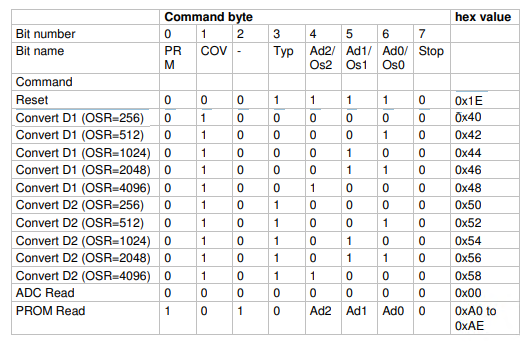 Command byte hex value
Bit number 0 1 2 3 4 5 6 7
Bit name PR COV - Typ Ad2/ Ad1/ Ad0/ Stop
M Os2 Os1 Os0
Command
Reset 0 0 0 1 1 1 1 0 0x1E
Convert D1 (OSR=256) 0 1 0 0 0 0 0 0 0x40
Convert D1 (OSR=512) 0 1 0 0 0 0 1 0 0x42
Convert D1 (OSR=1024) 0 1 0 0 0 1 0 0 0x44
Convert D1 (OSR=2048) 0 1 0 0 0 1 1 0 0x46
Convert D1 (OSR=4096) 0 1 0 0 1 0 0 0 0x48
Convert D2 (OSR=256) 0 1 0 1 0 0 0 0 0x50
Convert D2 (OSR=512) 0 1 0 1 0 0 1 0 0x52
Convert D2 (OSR=1024) 0 1 0 1 0 1 0 0 0x54
Convert D2 (OSR=2048) 0 1 0 1 0 1 1 0 0x56
Convert D2 (OSR=4096) 0 1 0 1 1 0 0 0 0x58
ADC Read 0 0 0 0 0 0 0 0 0x00
PROM Read 1 0 1 0 Ad2 Ad1 Ad0 0 0xA0 to
0xAE